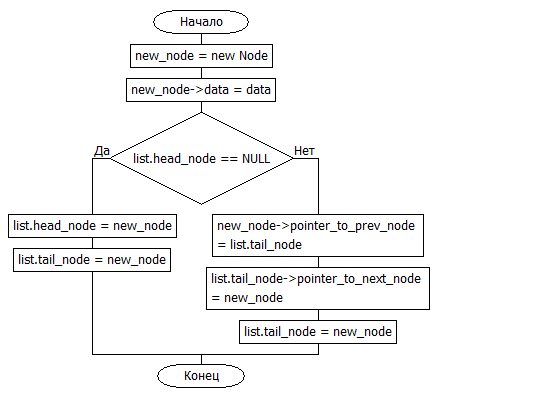 Начало
new_node = new Node
new_node->data = data
list.head_node == NULL
Да
Нет
list.head_node = new_node
list.tail_node = new_node
new_node->pointer_to_prev_node
= list.tail_node
list.tail_node->pointer_to_next_node
= new_node
list.tail_node = new_node
Конец